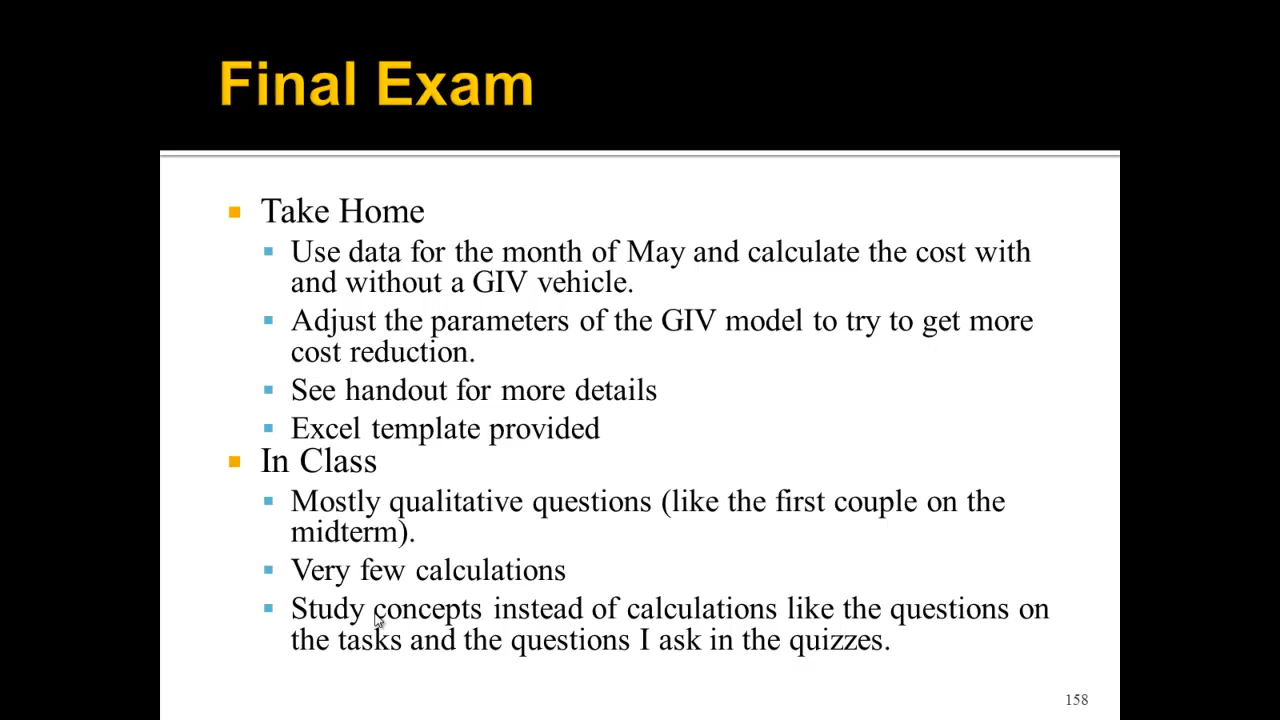 Final Exam
Take Home
Use data for the month of May and calculate the cost with
and without a GIV vehicle.
Adjust the parameters of the GIV model to try to get more
cost reduction.
See handout for more details
Excel template provided
In Class
Mostly qualitative questions (like the first couple on the
midterm).
Very few calculations
Study concepts instead of calculations like the questions on
the tasks and the questions I ask in the quizzes.
158